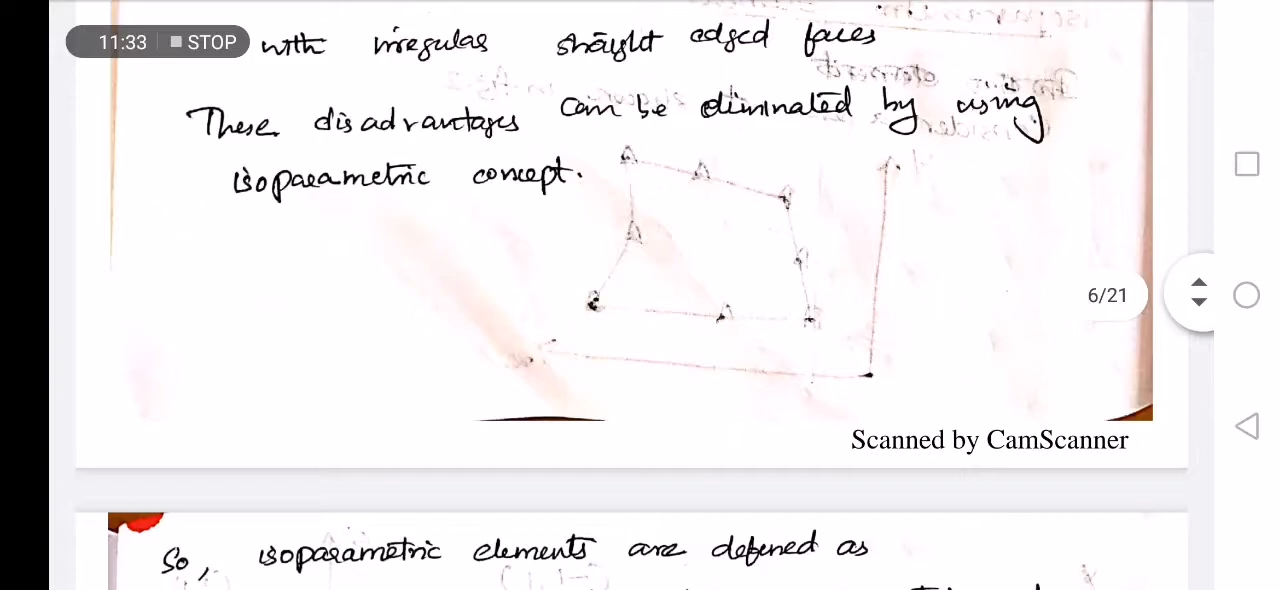 11:33 STOP
with irregular straight edged faces
These disadvantages can be eliminated by using
isoparametric concept.
6/21
Scanned by CamScanner
So, isoparametric elements are defined as